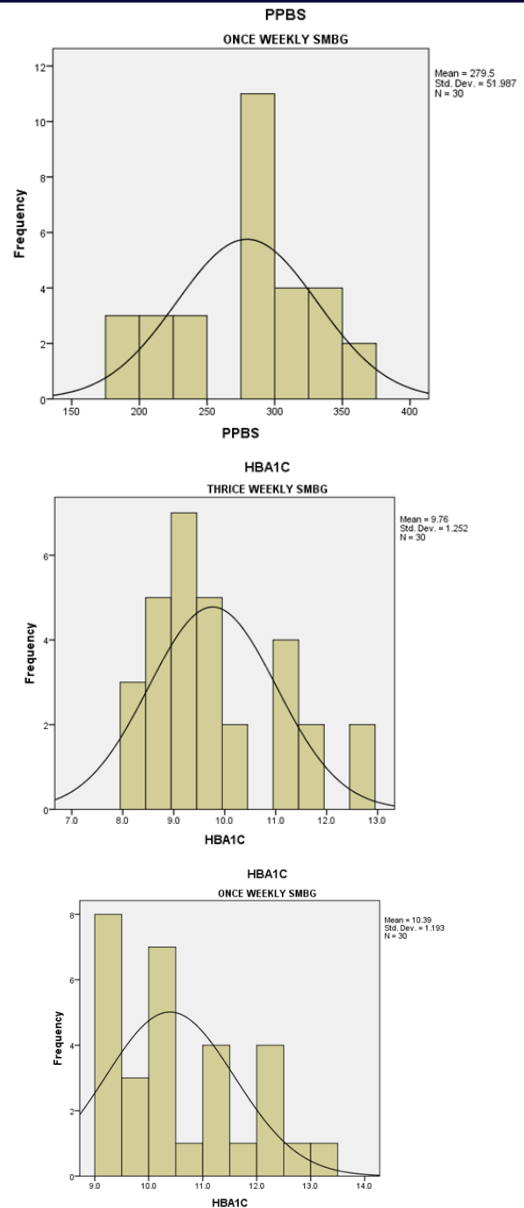 PPBS
ONCE WEEKLY SMBG
Mean = 279.5
Std. Dev. = 51.987
N = 30
12
10
8
6
4
2
0
Frequency
150 200 250 300 350 400
PPBS
HBA1C
THRICE WEEKLY SMBG
Mean = 9.76
Std. Dev. = 1.252
N = 30
6
4
2
0
Frequency
7.0 8.0 9.0 10.0 11.0 12.0 13.0
HBA1C
HBA1C
ONCE WEEKLY SMBG
Mean = 10.39
Std. Dev. = 1.193
N = 30
8
6
4
2
0
Frequency
9.0 10.0 11.0 12.0 13.0 14.0
HBA1C